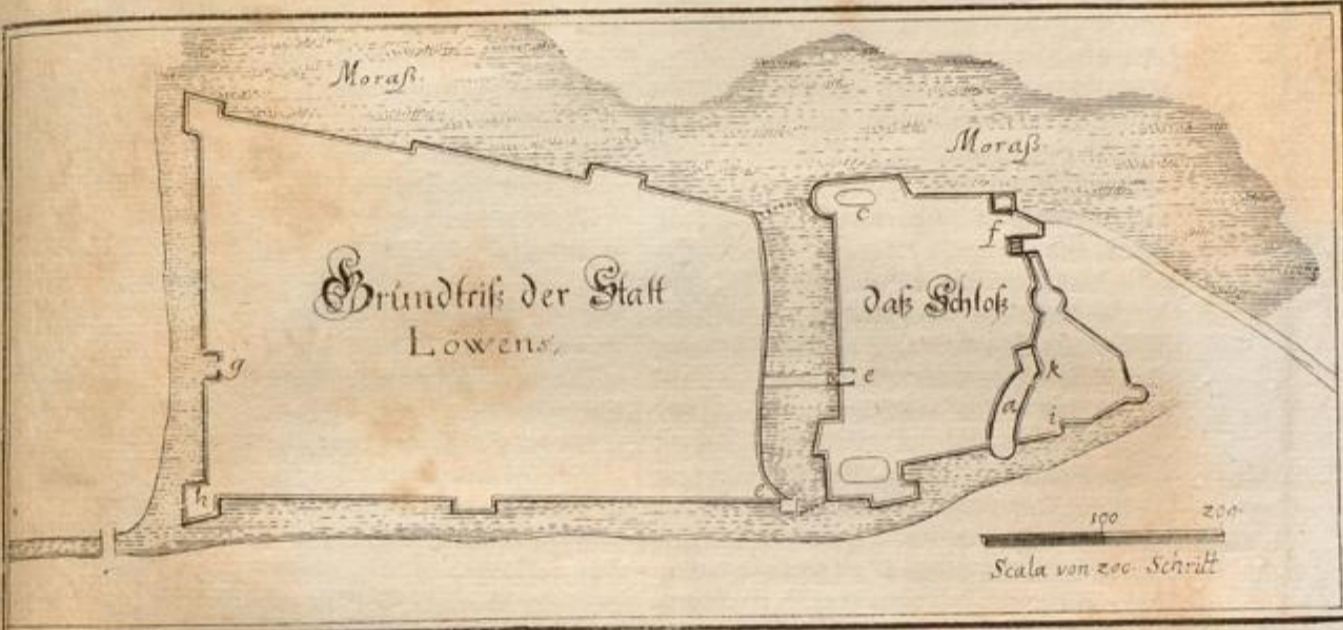 Moraß.
Moraß.
c
f
Grundtriß der Statt
Lowens,
daß Schloß
g
e
k
a
i
h
100
200
Scala von 200 Schritt